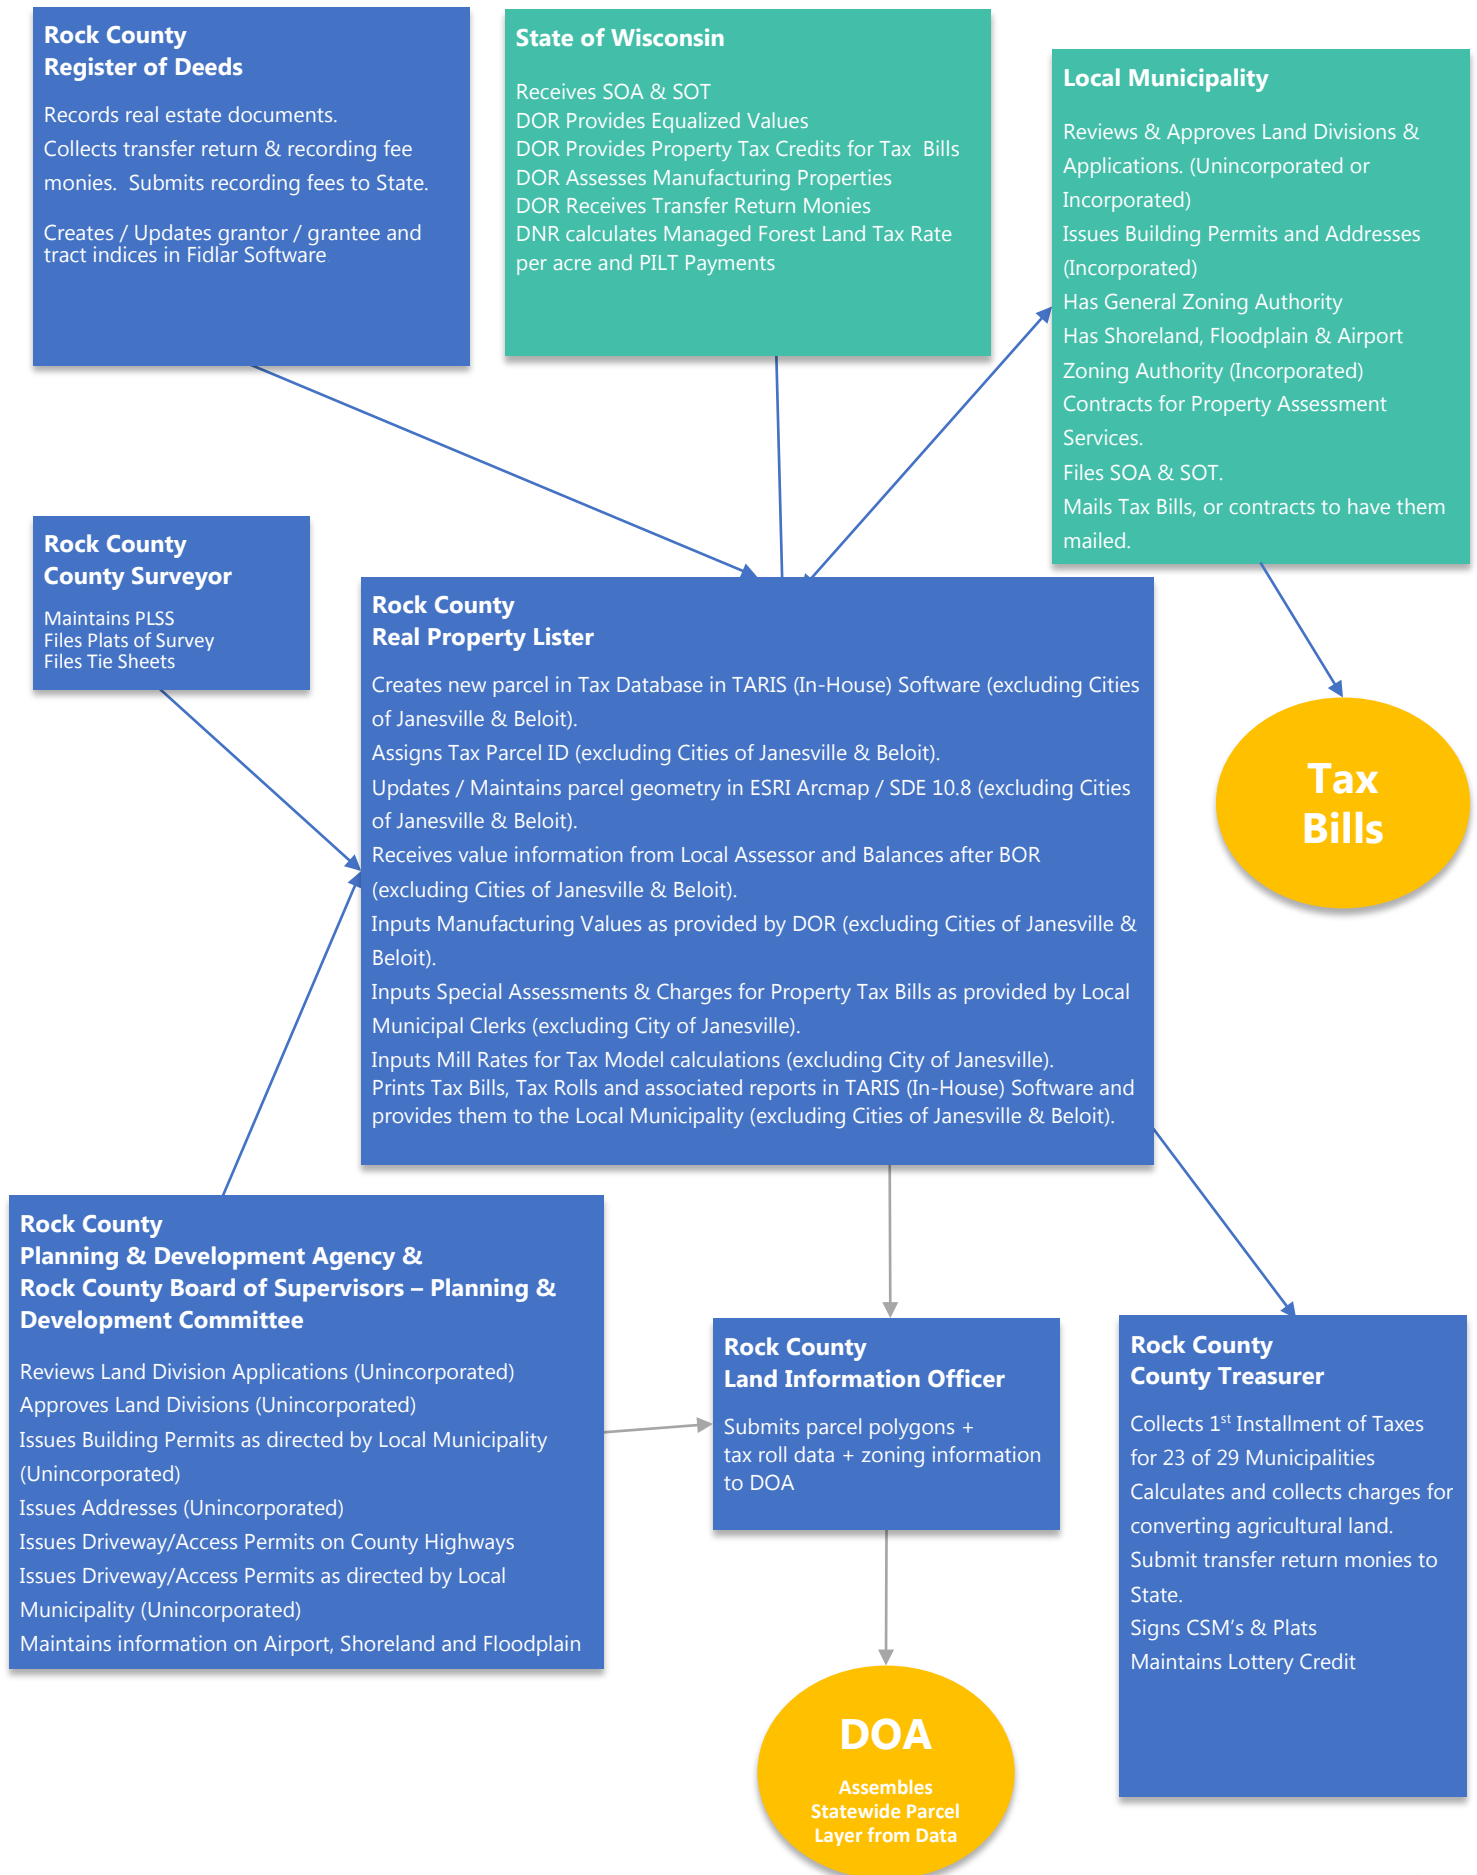 Rock County
Register of Deeds
Records real estate documents.
Collects transfer return & recording fee
monies.  Submits recording fees to State.
Creates / Updates grantor / grantee and
tract indices in Fidlar Software
State of Wisconsin
Receives SOA & SOT
DOR Provides Equalized Values
DOR Provides Property Tax Credits for Tax  Bills
DOR Assesses Manufacturing Properties
DOR Receives Transfer Return Monies
DNR calculates Managed Forest Land Tax Rate
per acre and PILT Payments
Local Municipality
Reviews & Approves Land Divisions &
Applications. (Unincorporated or
Incorporated)
Issues Building Permits and Addresses
(Incorporated)
Has General Zoning Authority
Has Shoreland, Floodplain & Airport
Zoning Authority (Incorporated)
Contracts for Property Assessment
Services.
Files SOA & SOT.
Mails Tax Bills, or contracts to have them
mailed.
Rock County
County Surveyor
Maintains PLSS
Files Plats of Survey
Files Tie Sheets
Rock County
Real Property Lister
Creates new parcel in Tax Database in TARIS (In-House) Software (excluding Cities
of Janesville & Beloit).
Assigns Tax Parcel ID (excluding Cities of Janesville & Beloit).
Updates / Maintains parcel geometry in ESRI Arcmap / SDE 10.8 (excluding Cities
of Janesville & Beloit).
Receives value information from Local Assessor and Balances after BOR
(excluding Cities of Janesville & Beloit).
Inputs Manufacturing Values as provided by DOR (excluding Cities of Janesville &
Beloit).
Inputs Special Assessments & Charges for Property Tax Bills as provided by Local
Municipal Clerks (excluding City of Janesville).
Inputs Mill Rates for Tax Model calculations (excluding City of Janesville).
Prints Tax Bills, Tax Rolls and associated reports in TARIS (In-House) Software and
provides them to the Local Municipality (excluding Cities of Janesville & Beloit).
Tax
Bills
Rock County
Planning & Development Agency &
Rock County Board of Supervisors – Planning &
Development Committee
Reviews Land Division Applications (Unincorporated)
Approves Land Divisions (Unincorporated)
Issues Building Permits as directed by Local Municipality
(Unincorporated)
Issues Addresses (Unincorporated)
Issues Driveway/Access Permits on County Highways
Issues Driveway/Access Permits as directed by Local
Municipality (Unincorporated)
Maintains information on Airport, Shoreland and Floodplain
Rock County
Land Information Officer
Submits parcel polygons +
tax roll data + zoning information
to DOA
Rock County
County Treasurer
Collects 1st Installment of Taxes
for 23 of 29 Municipalities
Calculates and collects charges for
converting agricultural land.
Submit transfer return monies to
State.
Signs CSM's & Plats
Maintains Lottery Credit
DOA
Assembles
Statewide Parcel
Layer from Data